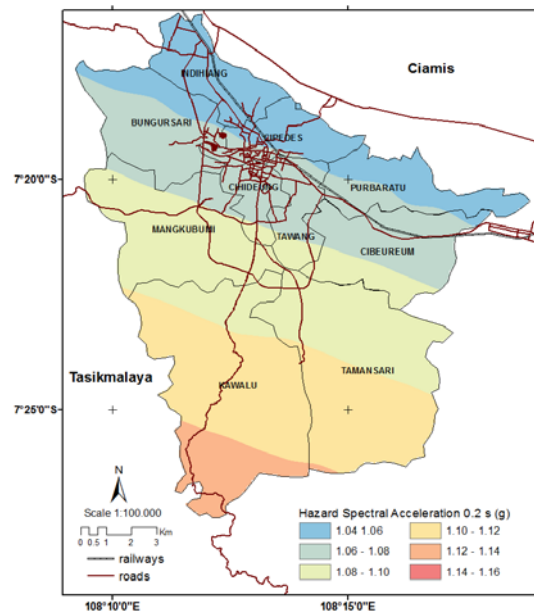 Ciamis
INDIHIANG
BUNGURSARI
CIPEDES
7°20'0"S
CIHIDEUNG
PURBARATU
MANGKUBUMI
TAWANG
CIBEUREUM
Tasikmalaya
KAWALU
TAMANSARI
7°25'0"S
N
Scale 1:100.000
0 0.5 1 2 3 Km
railways
roads
Hazard Spectral Acceleration 0.2 s (g)
1.04 1.06
1.10 - 1.12
1.06 - 1.08
1.12 - 1.14
1.08 - 1.10
1.14 - 1.16
108°10'0"E
108°15'0"E